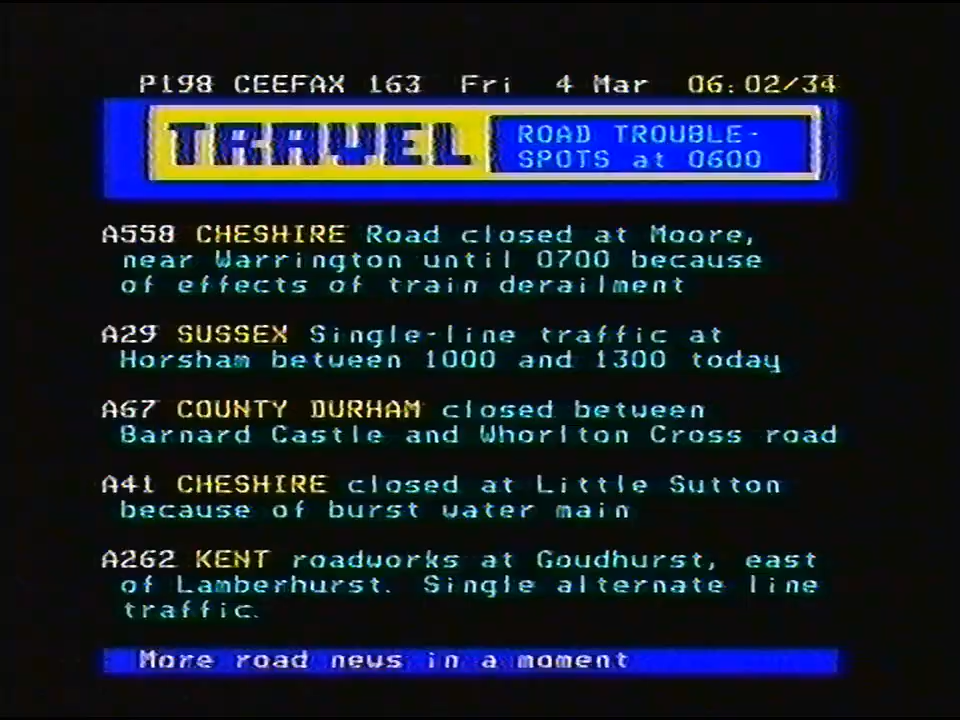 P198 CEEFAX 163 Fri 4 Mar 06:02/34
TRAVEL
ROAD TROUBLE-
SPOTS at 0600
A558 CHESHIRE Road closed at Moore,
near Warrington until 0700 because
of effects of train derailment
A29 SUSSEX Single-line traffic at
Horsham between 1000 and 1300 today
A67 COUNTY DURHAM closed between
Barnard Castle and Whorlton Cross road
A41 CHESHIRE closed at Little Sutton
because of burst water main
A262 KENT roadworks at Goudhurst, east
of Lamberhurst. Single alternate line
traffic.
More road news in a moment